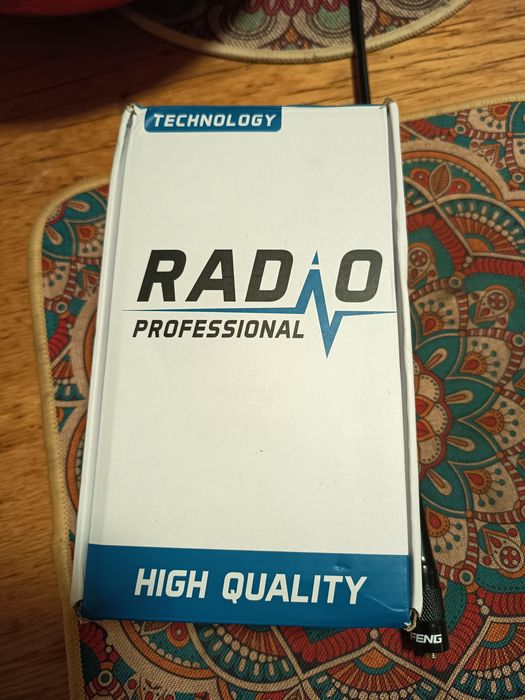 TECHNOLOGY
RADIO
PROFESSIONAL
HIGH QUALITY
FENG